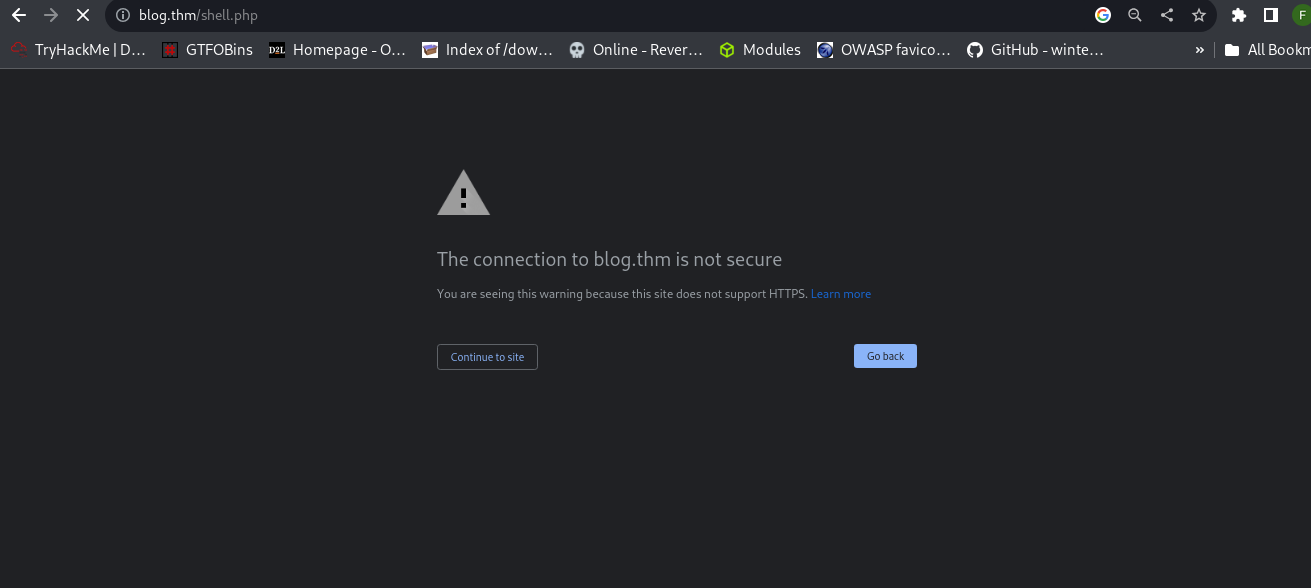 blog.thm/shell.php
TryHackMe | D... GTFOBins D2L Homepage - O... Index of /dow... Online - Rever... Modules OWASP favico... GitHub - winte... » All Bookm
The connection to blog.thm is not secure
You are seeing this warning because this site does not support HTTPS. Learn more
Continue to site Go back